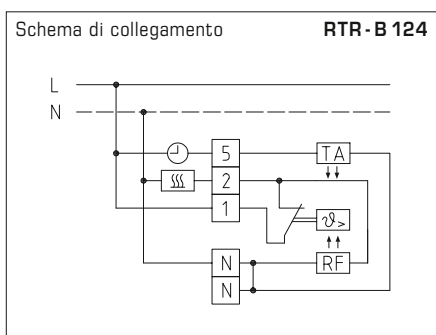 Schema di collegamento RTR-B 124
L
N
5 TA
2
1 ϑ>
N RF
N